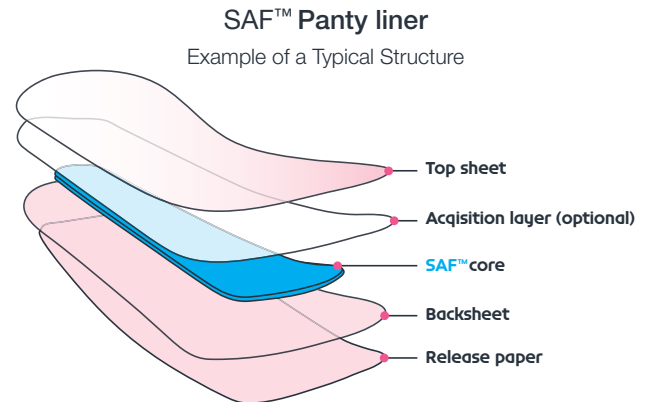 SAF™ Panty liner
Example of a Typical Structure
Top sheet
Acqisition layer (optional)
SAF™core
Backsheet
Release paper